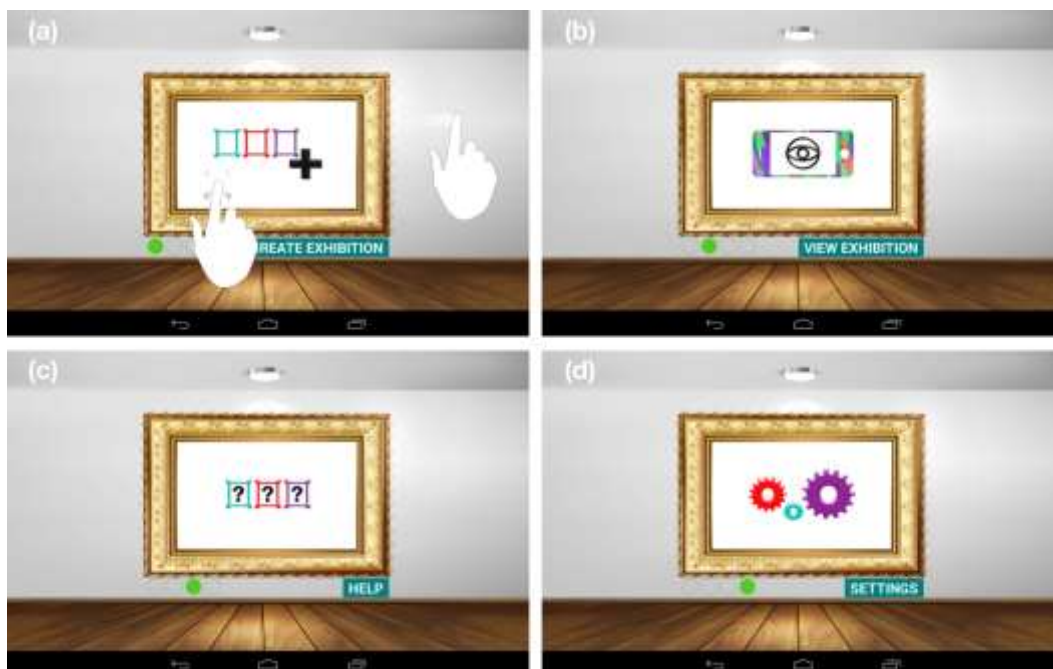 (a)
REATE EXHIBITION
(b)
VIEW EXHIBITION
(c)
? ? ?
HELP
(d)
SETTINGS